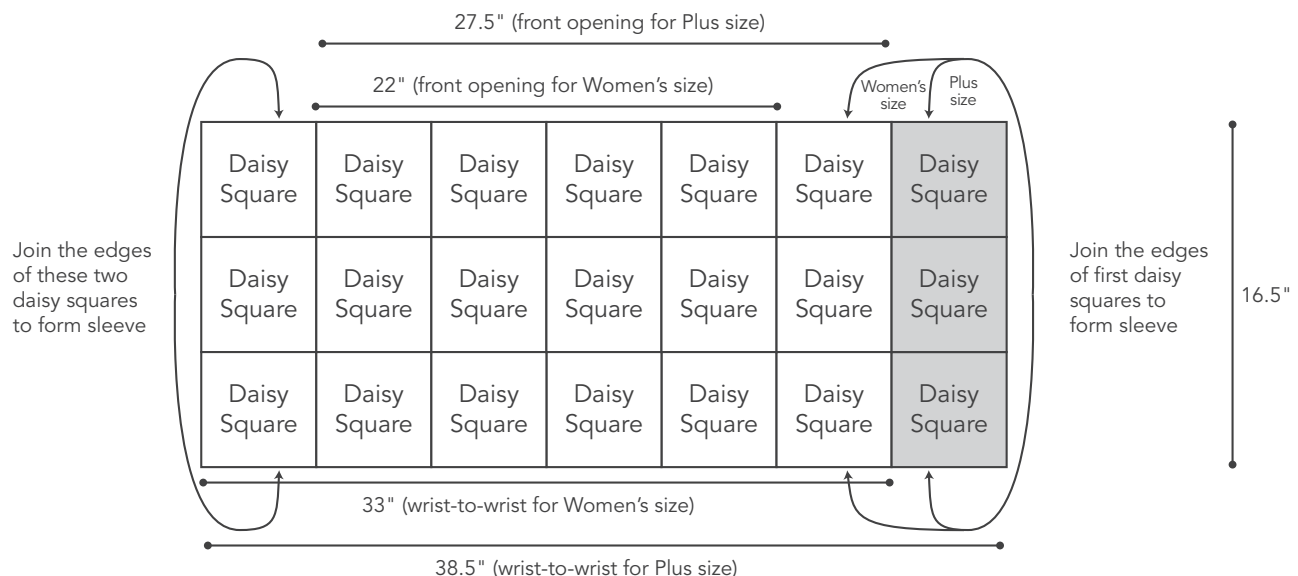 27.5" (front opening for Plus size)
22" (front opening for Women’s size)
Women’s
size
Plus
size
Daisy
Square
Daisy
Square
Daisy
Square
Daisy
Square
Daisy
Square
Daisy
Square
Daisy
Square
Join the edges
of these two
daisy squares
to form sleeve
Daisy
Square
Daisy
Square
Daisy
Square
Daisy
Square
Daisy
Square
Daisy
Square
Daisy
Square
Join the edges
of first daisy
squares to
form sleeve
16.5"
Daisy
Square
Daisy
Square
Daisy
Square
Daisy
Square
Daisy
Square
Daisy
Square
Daisy
Square
33" (wrist-to-wrist for Women’s size)
38.5" (wrist-to-wrist for Plus size)